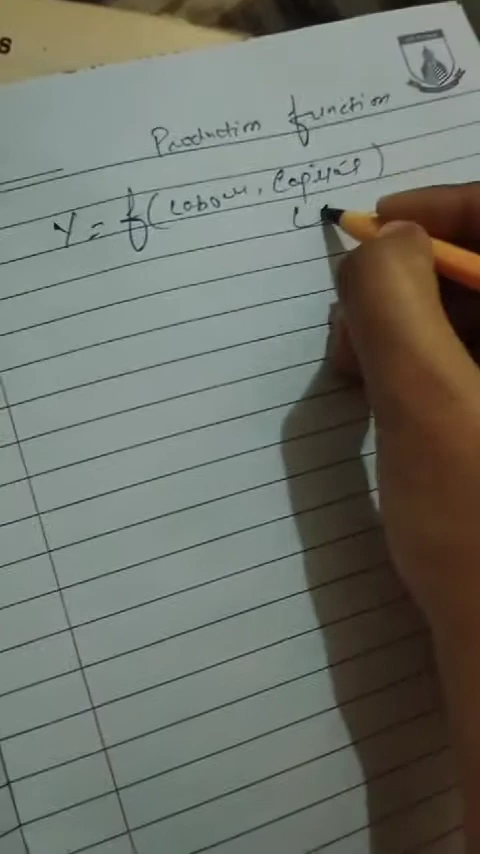 s
Production function
Y = f(Labour, Capital)